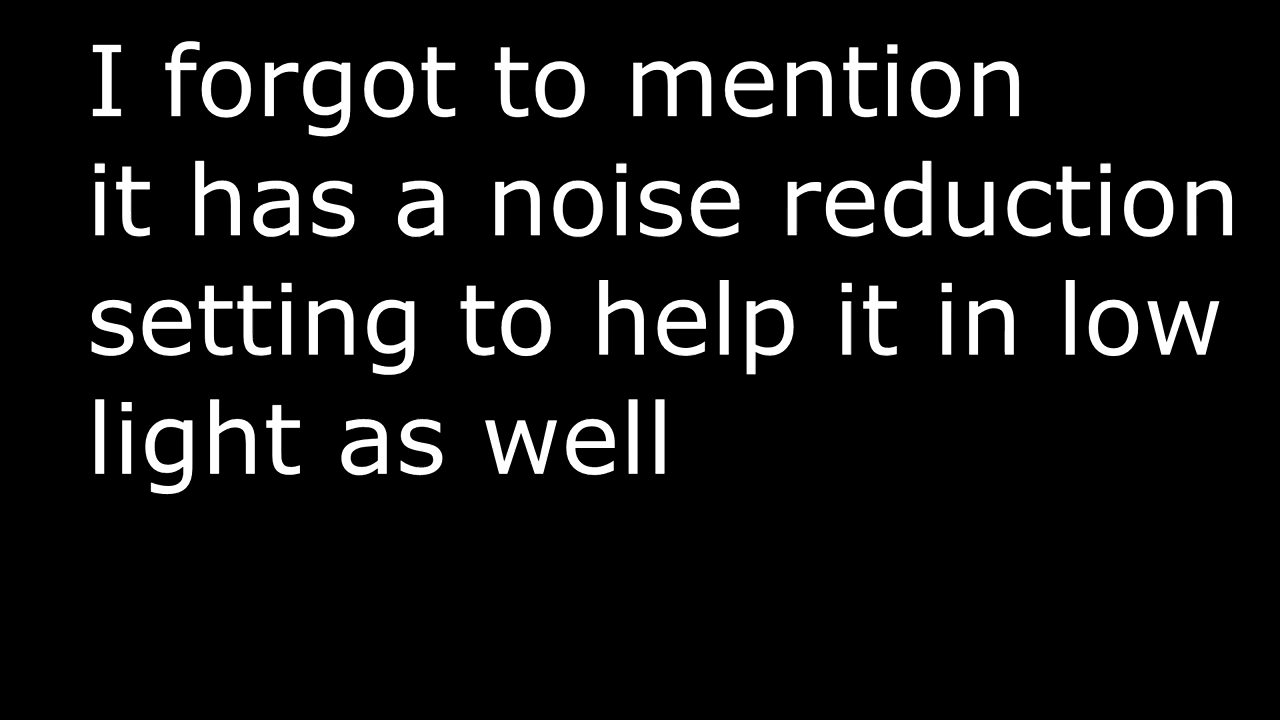 I forgot to mention
it has a noise reduction
setting to help it in low
light as well